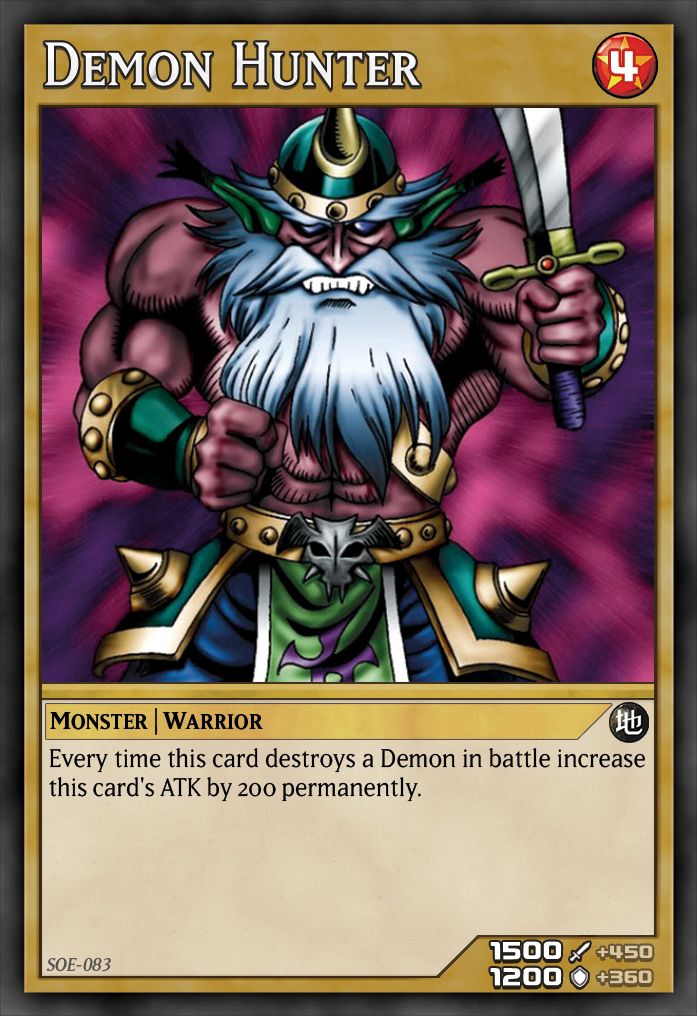 Demon Hunter
4
Monster | Warrior
Every time this card destroys a Demon in battle increase
this card's ATK by 200 permanently.
SOE-083
1500 +450
1200 +360